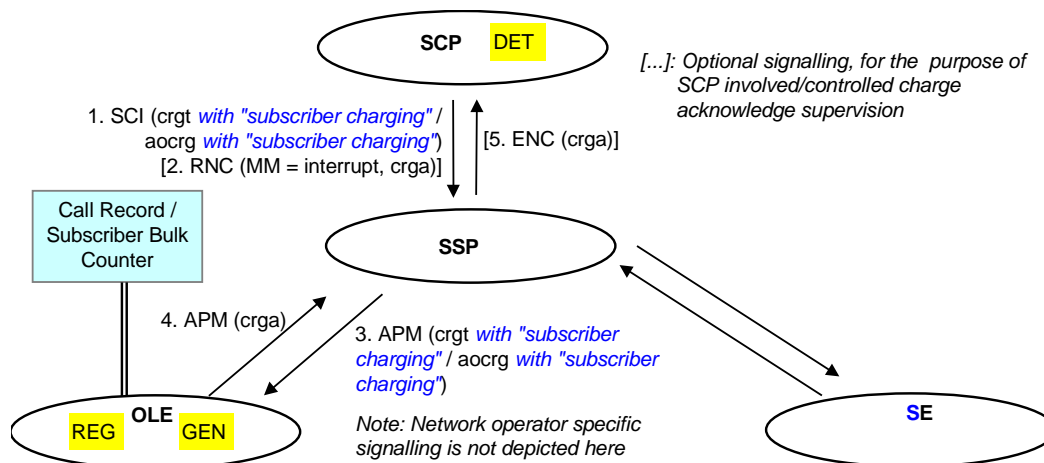 SCP DET
[...]: Optional signalling, for the purpose of
SCP involved/controlled charge
acknowledge supervision
1. SCI (crgt with "subscriber charging" /
aocrg with "subscriber charging")
[2. RNC (MM = interrupt, crga)]
[5. ENC (crga)]
Call Record /
Subscriber Bulk
Counter
SSP
4. APM (crga)
3. APM (crgt with "subscriber
charging" / aocrg with "subscriber
charging")
OLE
REG GEN
Note: Network operator specific
signalling is not depicted here
SE